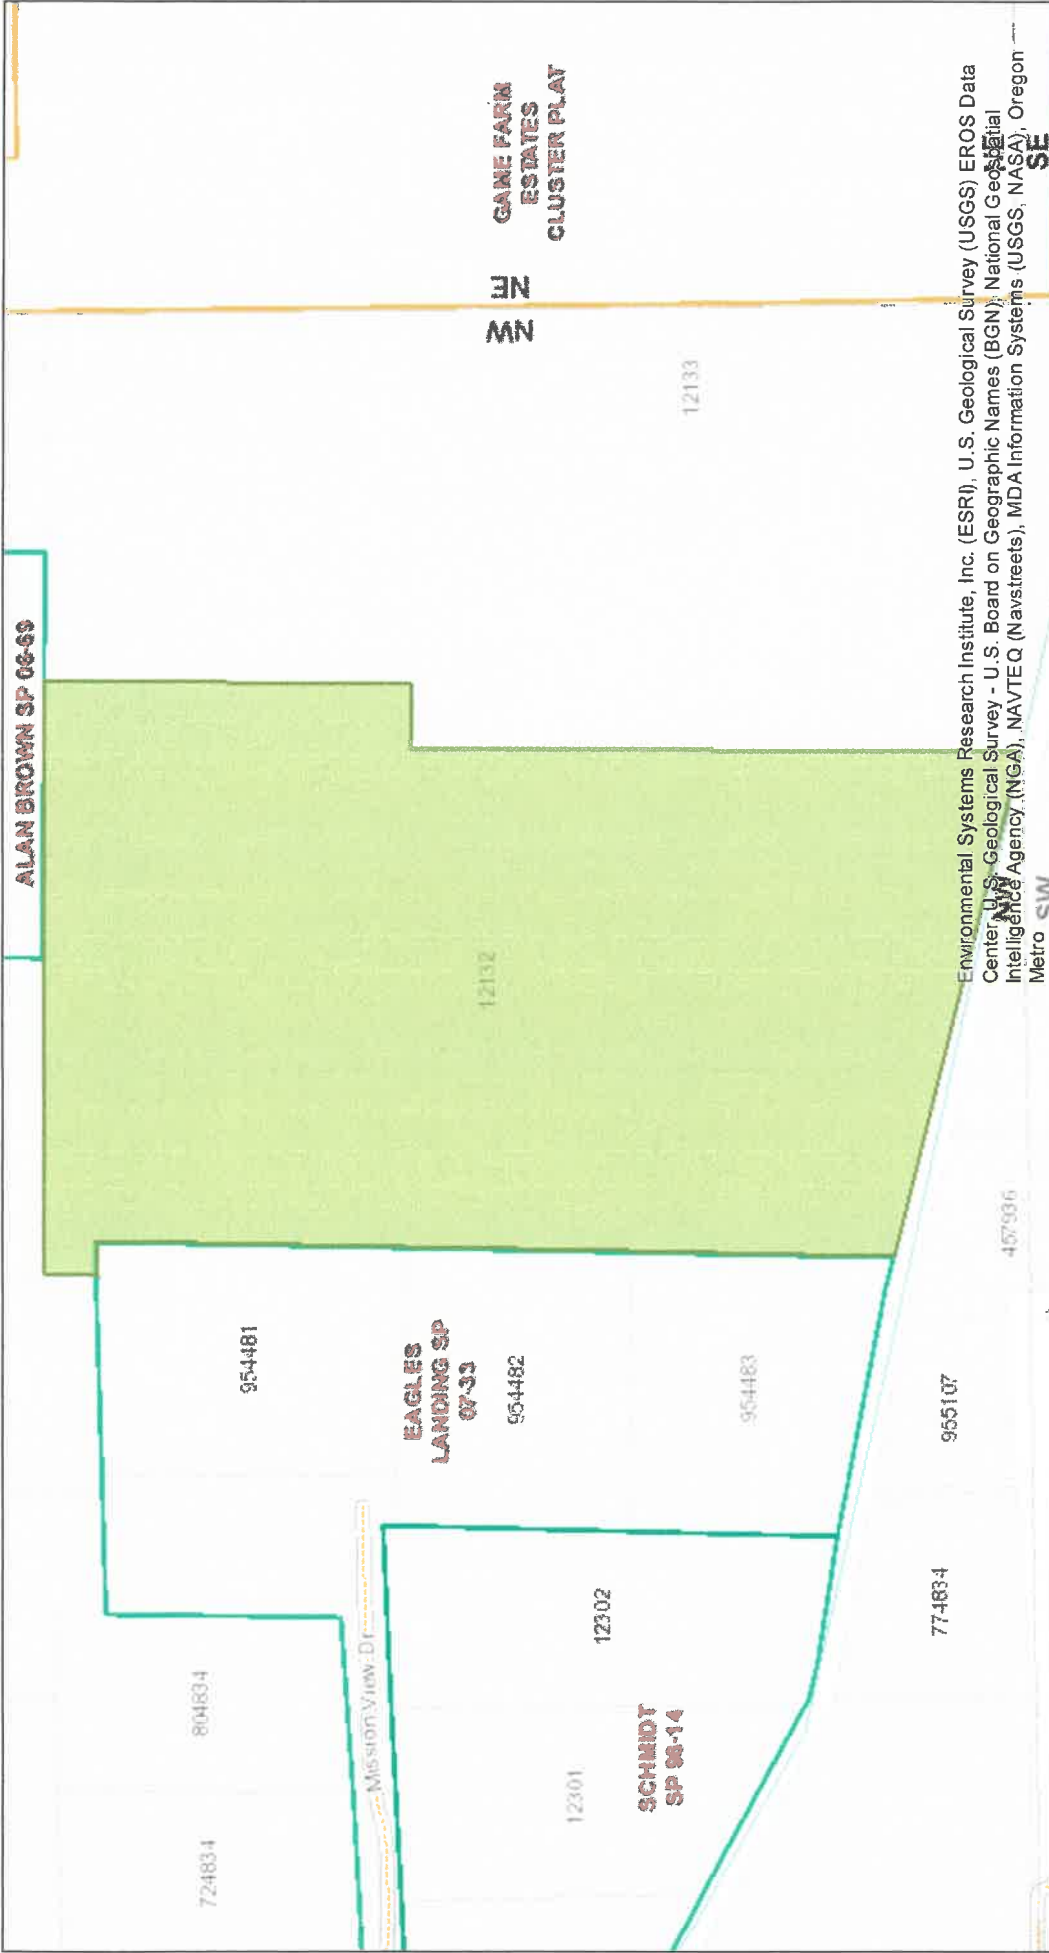 ALAN BROWN SP 06-69
GAME FARM
ESTATES
CLUSTER PLAT
NW
NE
12133
12132
954481
EAGLES
LANDING SP
07-33
954482
954483
804834
724834
Mission View Dr
12302
12301
SCHMIDT
SP 98-14
774834
955107
457936
NW
SW
NE
SE
Environmental Systems Research Institute, Inc. (ESRI), U.S. Geological Survey (USGS) EROS Data
Center, U.S. Geological Survey - U.S. Board on Geographic Names (BGN), National Geospatial
Intelligence Agency (NGA), NAVTEQ (Navstreets), MDA Information Systems (USGS, NASA), Oregon
Metro